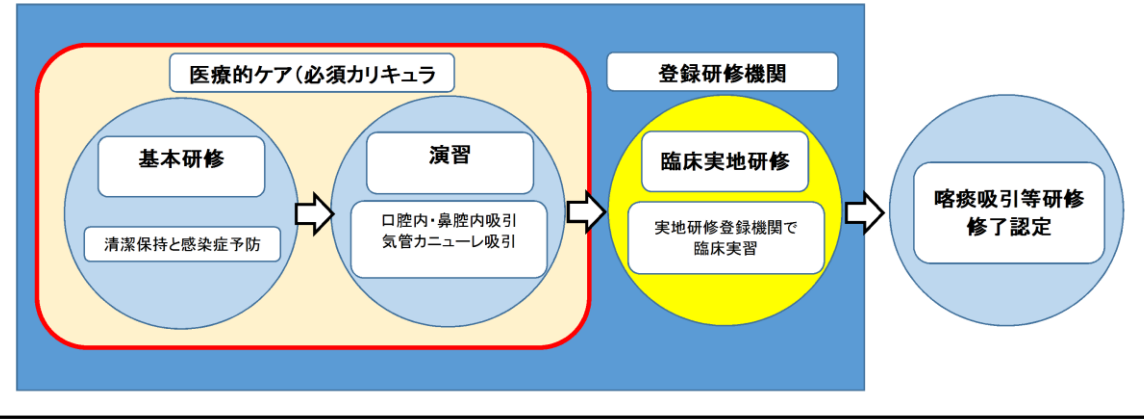 医療的ケア(必須カリキュラ
登録研修機関
基本研修
清潔保持と感染症予防
演習
口腔内・鼻腔内吸引
気管カニューレ吸引
臨床実地研修
実地研修登録機関で
臨床実習
喀痰吸引等研修
修了認定